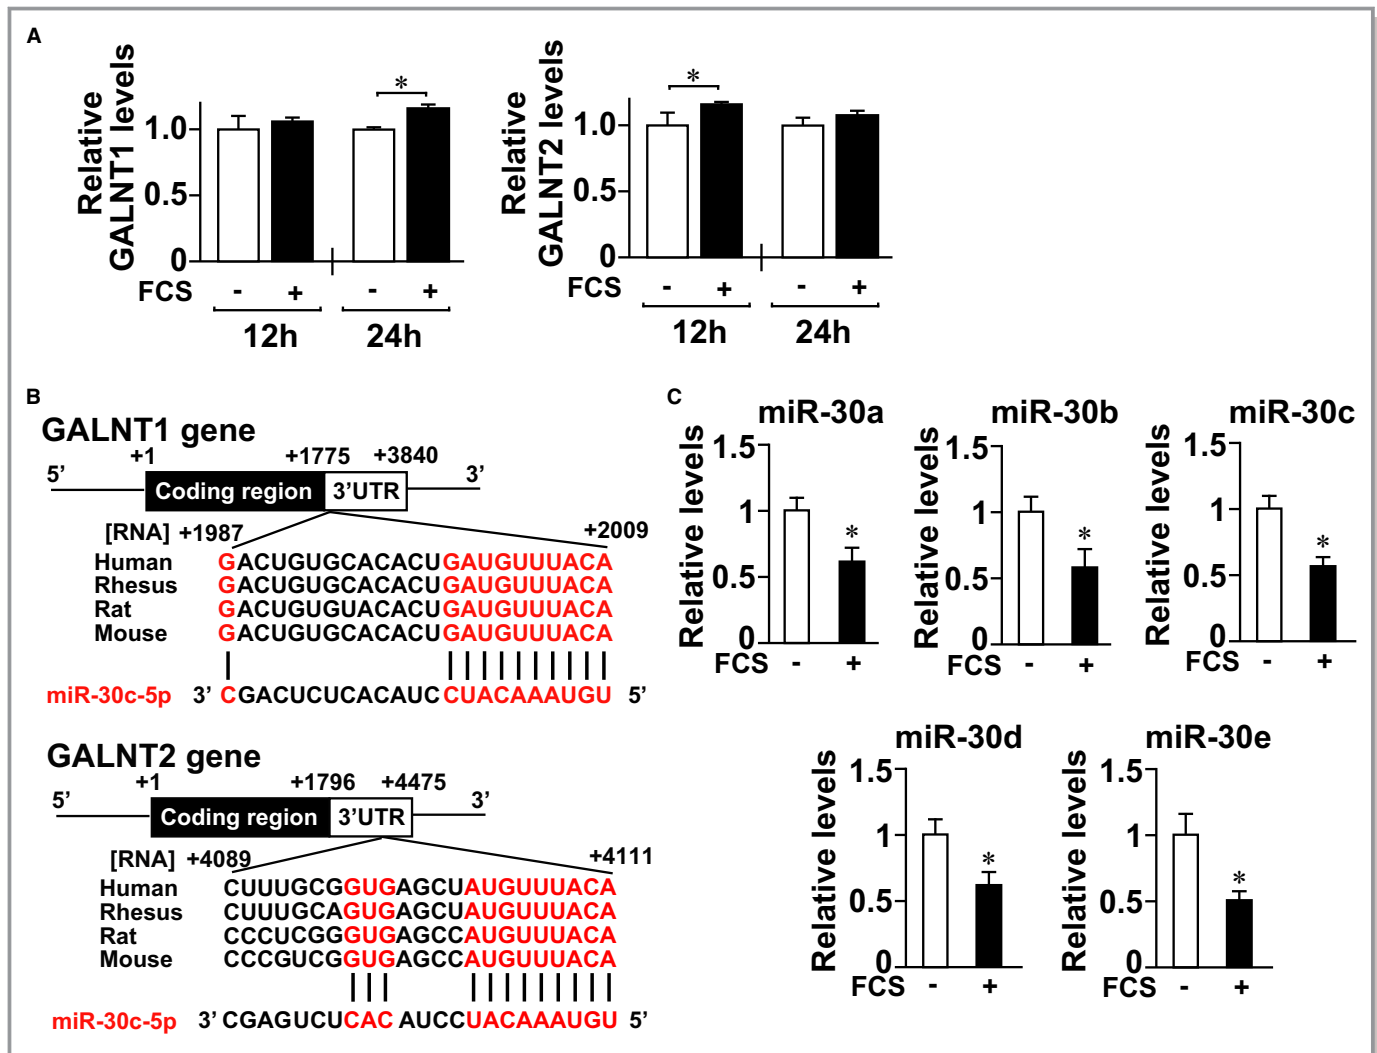 A
Relative
GALNT1 levels
1.0
0.5
0
*
FCS - + - +
12h 24h
Relative
GALNT2 levels
1.0
0.5
0
*
FCS - + - +
12h 24h
B
GALNT1 gene
+1 +1775 +3840
5’ Coding region 3’UTR 3’
[RNA] +1987 +2009
Human GACUGUGCACACUGAUGUUUACA
Rhesus GACUGUGCACACUGAUGUUUACA
Rat GACUGUGUACACUGAUGUUUACA
Mouse GACUGUGCACACUGAUGUUUACA
miR-30c-5p 3’ CGACUCUCACAUCCUACAAAUGU 5’
GALNT2 gene
+1 +1796 +4475
5’ Coding region 3’UTR 3’
[RNA] +4089 +4111
Human CUUUGCGGUGAGCUAUGUUUACA
Rhesus CUUUGCAGUGAGCUAUGUUUACA
Rat CCCUCGGGUGAGCCAUGUUUACA
Mouse CCCGUCGGUGAGCCAUGUUUACA
miR-30c-5p 3’ CGAGUCUCAC AUCCUACAAAUGU 5’
C
miR-30a
Relative levels
1.5
1
0.5
0
*
FCS - +
miR-30b
Relative levels
1.5
1
0.5
0
*
FCS - +
miR-30c
Relative levels
1.5
1
0.5
0
*
FCS - +
miR-30d
Relative levels
1.5
1
0.5
0
*
FCS - +
miR-30e
Relative levels
1.5
1
0.5
0
*
FCS - +